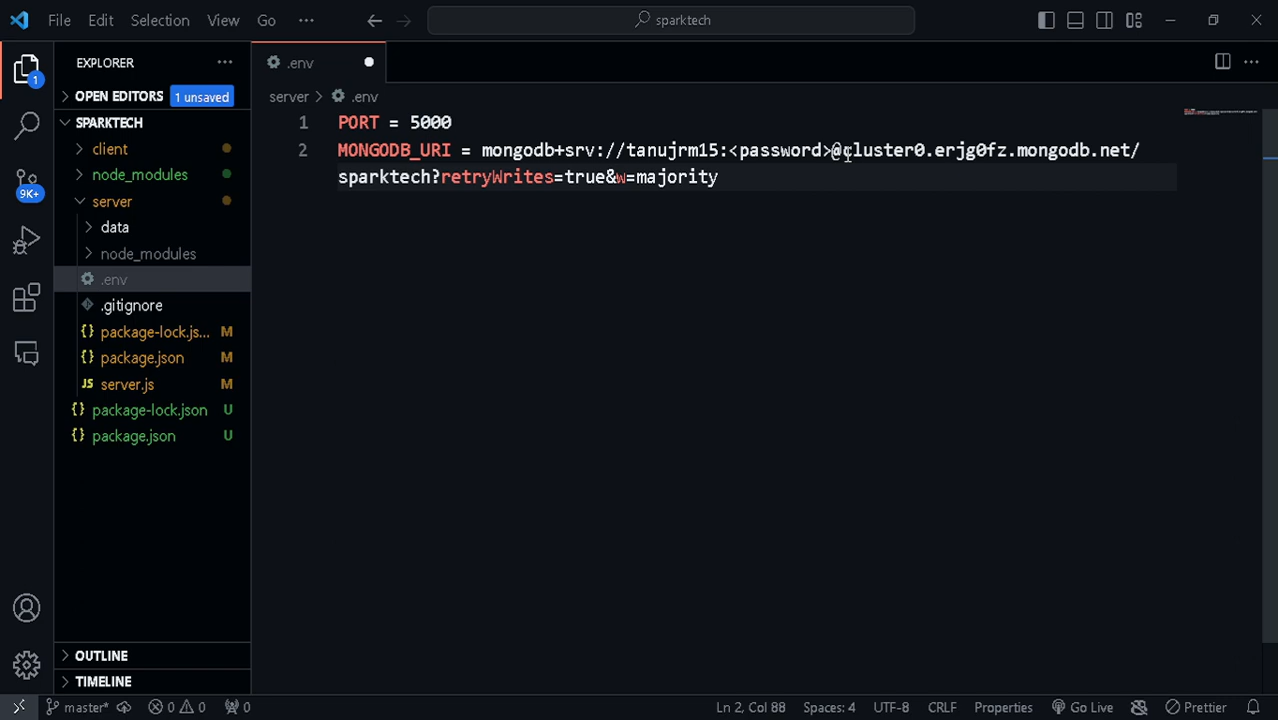 File Edit Selection View Go ··· sparktech
EXPLORER ···
.env
OPEN EDITORS 1 unsaved
server > .env
SPARKTECH
client
node_modules
server
data
node_modules
.env
.gitignore
package-lock.js...  M
package.json M
server.js M
package-lock.json U
package.json U
OUTLINE
TIMELINE
1
9K+
1 PORT = 5000
2 MONGODB_URI = mongodb+srv://tanujrm15:<password>@cluster0.erjg0fz.mongodb.net/
sparktech?retryWrites=true&w=majority
master* 0 0 0 Ln 2, Col 88 Spaces: 4 UTF-8 CRLF Properties Go Live Prettier